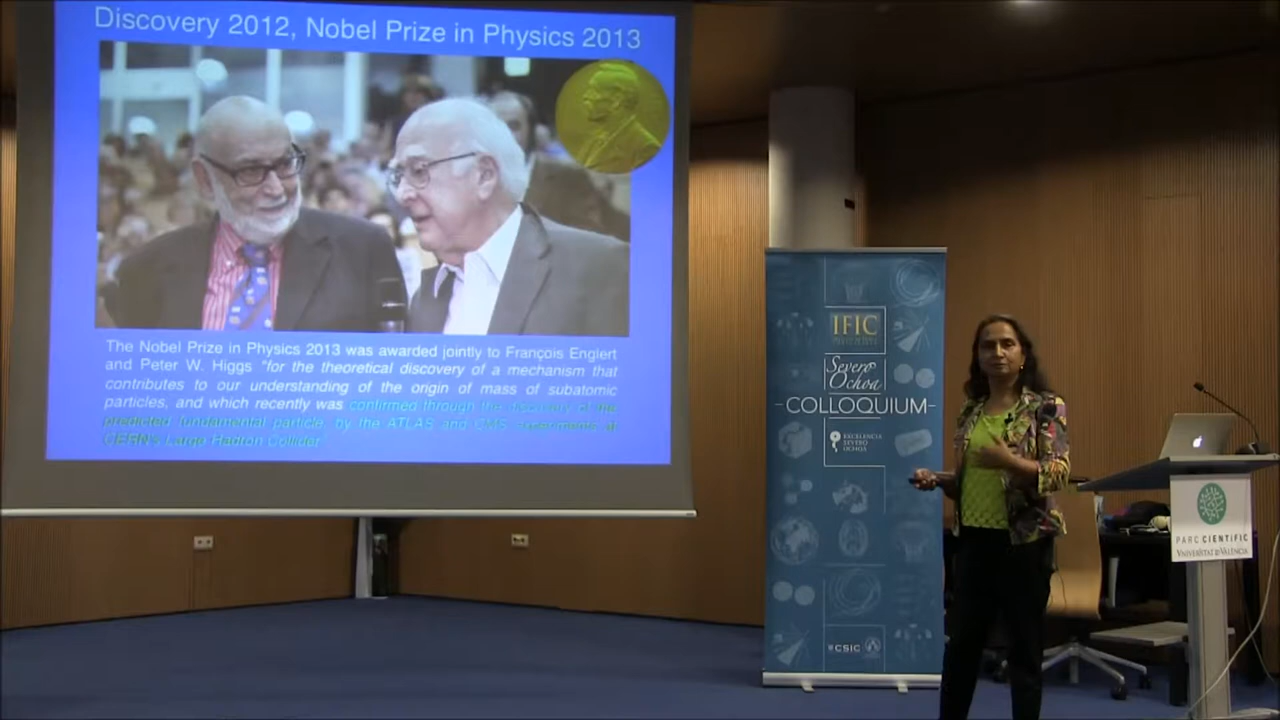 Discovery 2012, Nobel Prize in Physics 2013
The Nobel Prize in Physics 2013 was awarded jointly to François Englert
and Peter W. Higgs "for the theoretical discovery of a mechanism that
contributes to our understanding of the origin of mass of subatomic
particles, and which recently was confirmed through the discovery of the
predicted fundamental particle, by the ATLAS and CMS experiments at
CERN's Large Hadron Collider"
IFIC
Severo
Ochoa
COLLOQUIUM
EXCELENCIA
SEVERO
OCHOA
CSIC
PARC CIENTÍFIC
VNIVERSITAT D VALÈNCIA